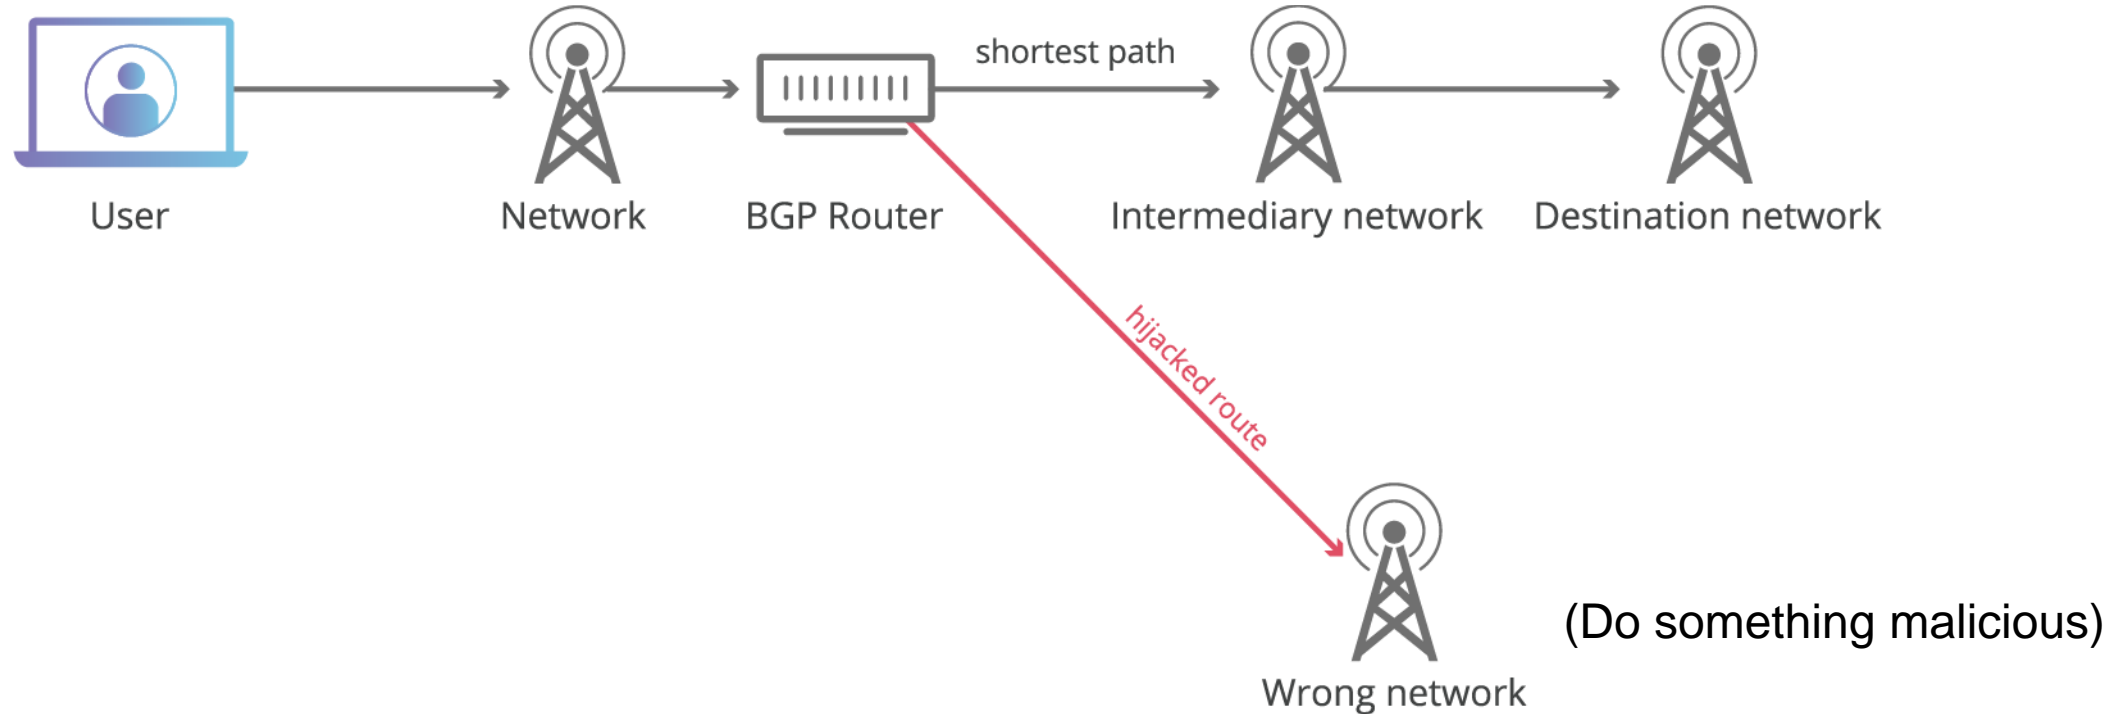 shortest path
User
Network
BGP Router
Intermediary network
Destination network
hijacked route
(Do something malicious)
Wrong network